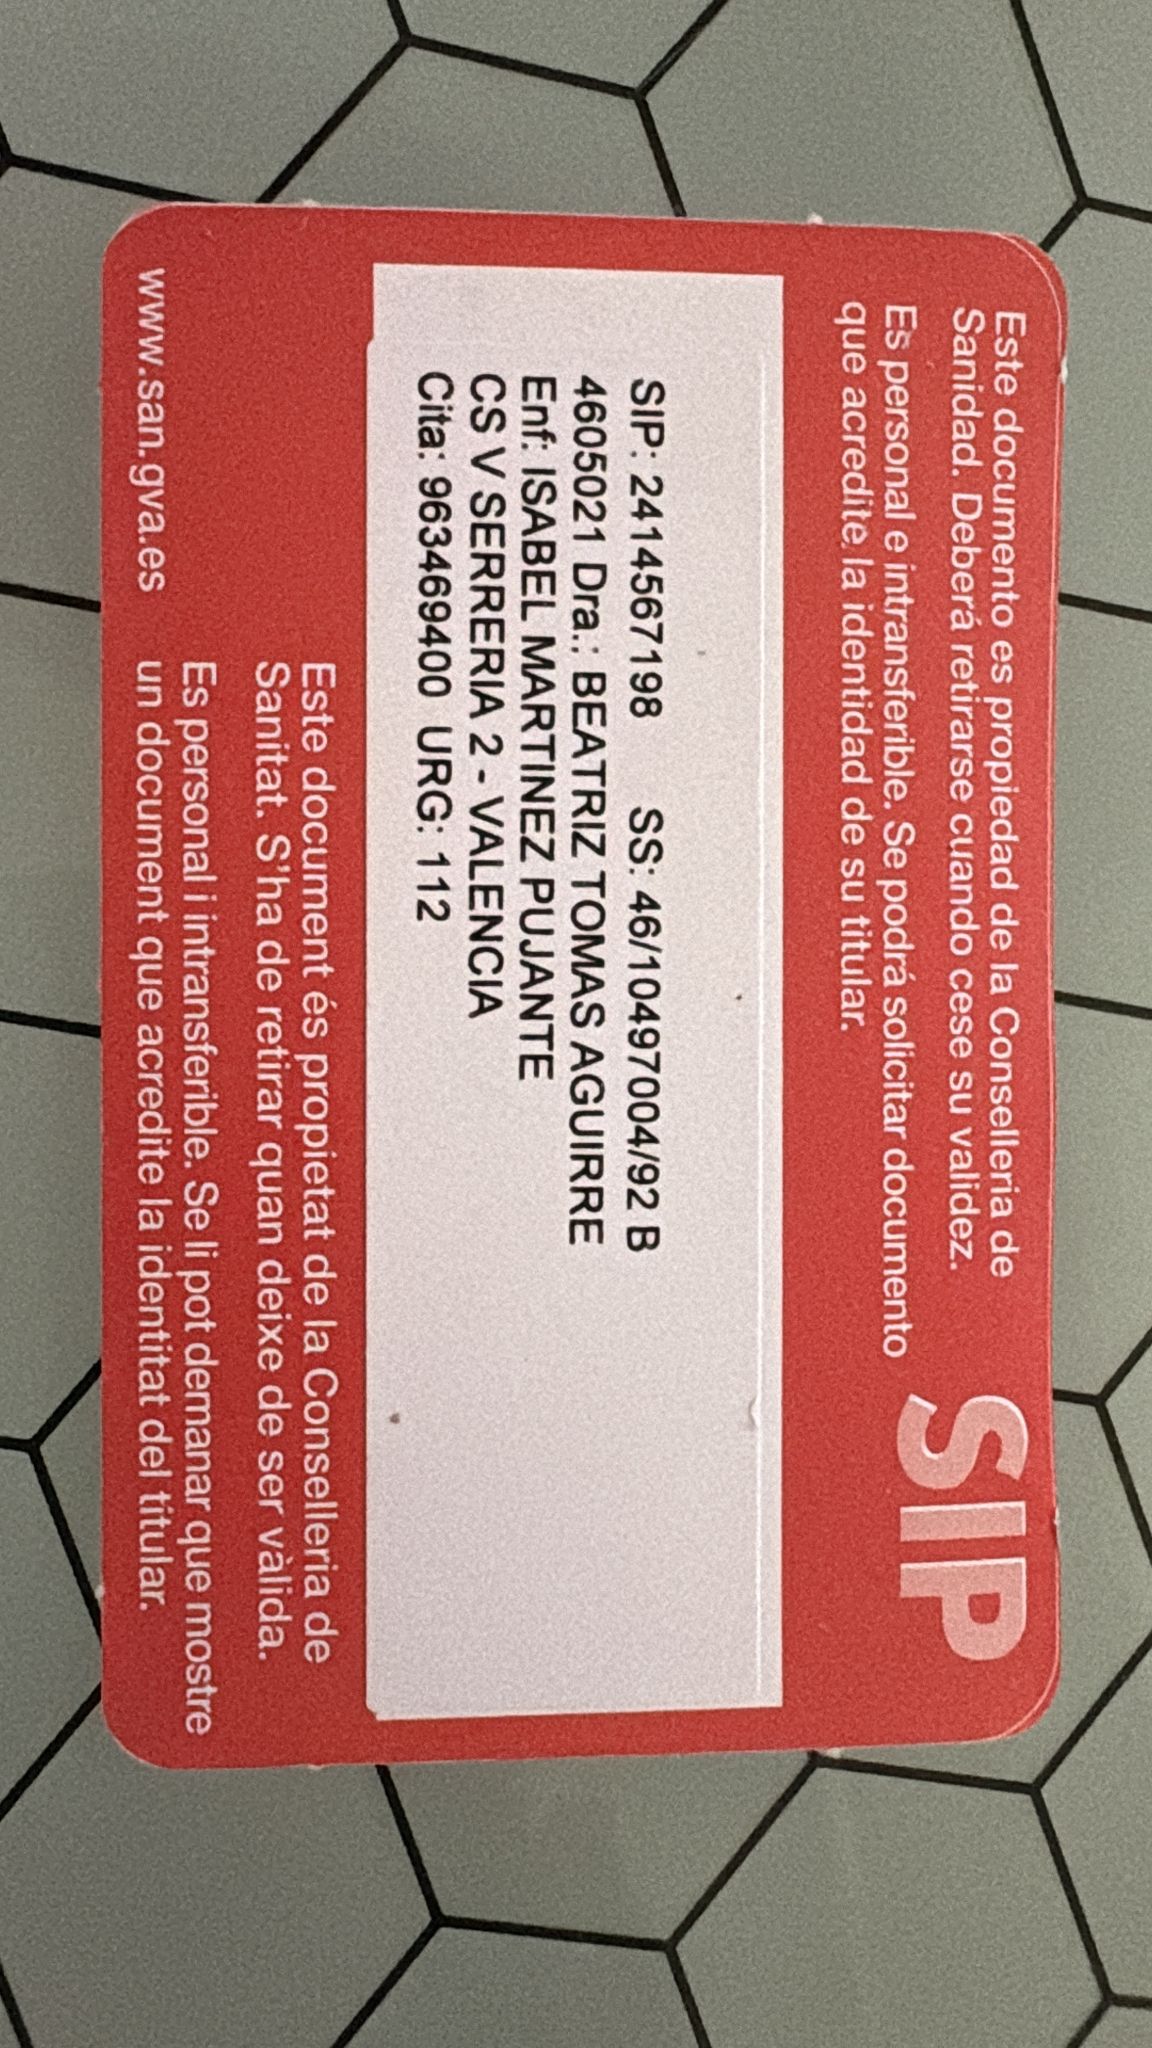 Este documento es propiedad de la Conselleria de
Sanidad. Deberá retirarse cuando cese su validez.
Es personal e intransferible. Se podrá solicitar documento
que acredite la identidad de su titular.
SIP
SIP: 2414567198 SS: 46/10497004/92 B
4605021 Dra.: BEATRIZ TOMAS AGUIRRE
Enf: ISABEL MARTINEZ PUJANTE
CS V SERRERIA 2 - VALENCIA
Cita: 963469400 URG: 112
Este document és propietat de la Conselleria de
Sanitat. S'ha de retirar quan deixe de ser vàlida.
Es personal i intransferible. Se li pot demanar que mostre
un document que acredite la identitat del titular.
www.san.gva.es